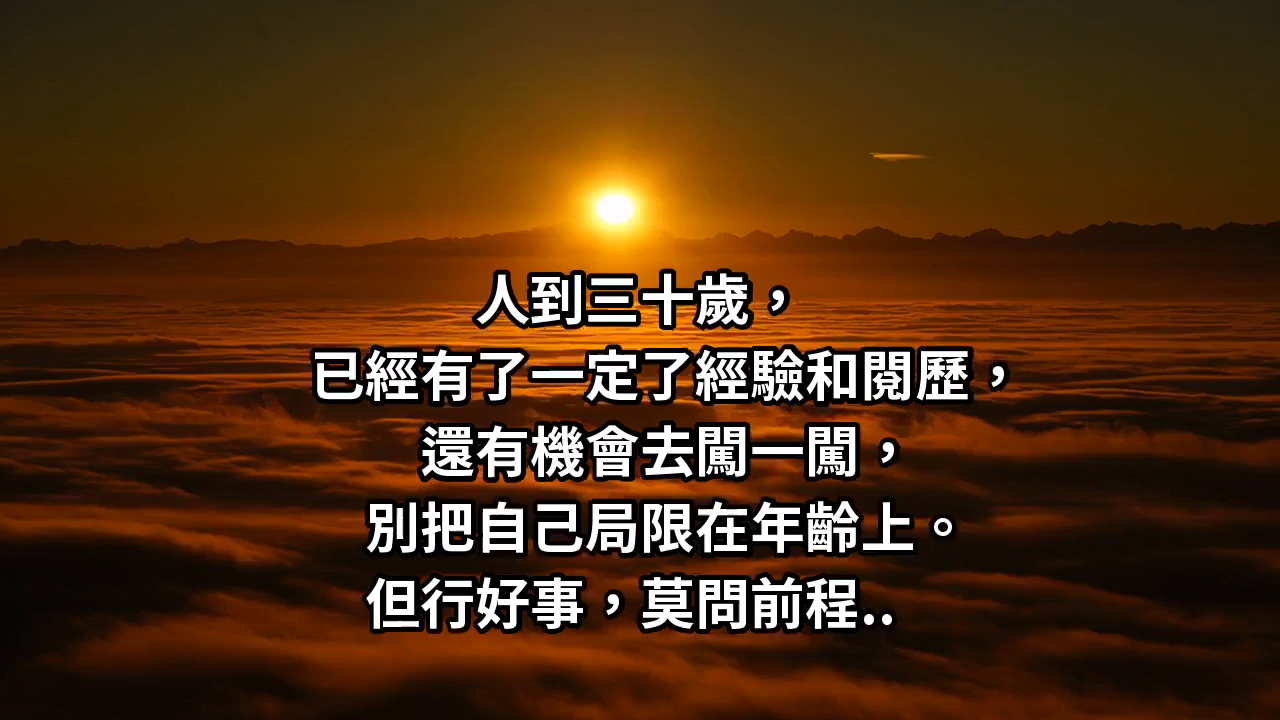 人到三十歲，
已經有了一定了經驗和閱歷，
還有機會去闖一闖，
別把自己局限在年齡上。
但行好事，莫問前程..